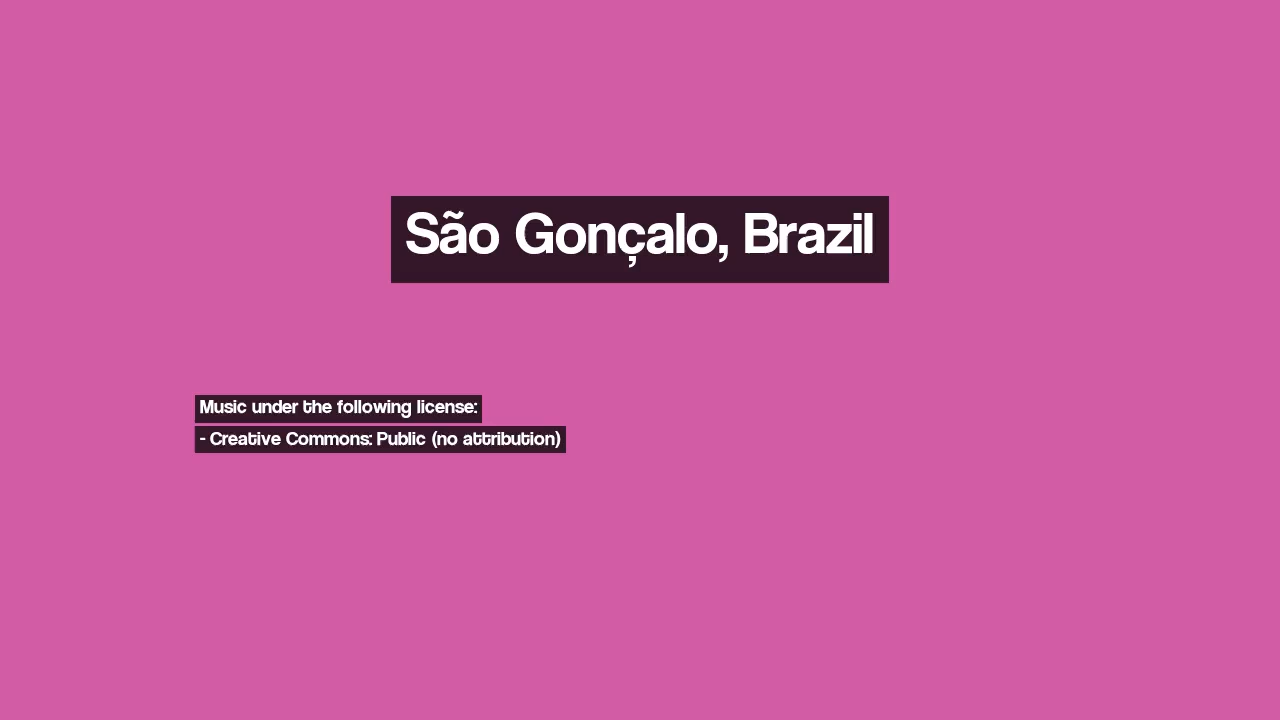 São Gonçalo, Brazil
Music under the following license:
- Creative Commons: Public (no attribution)